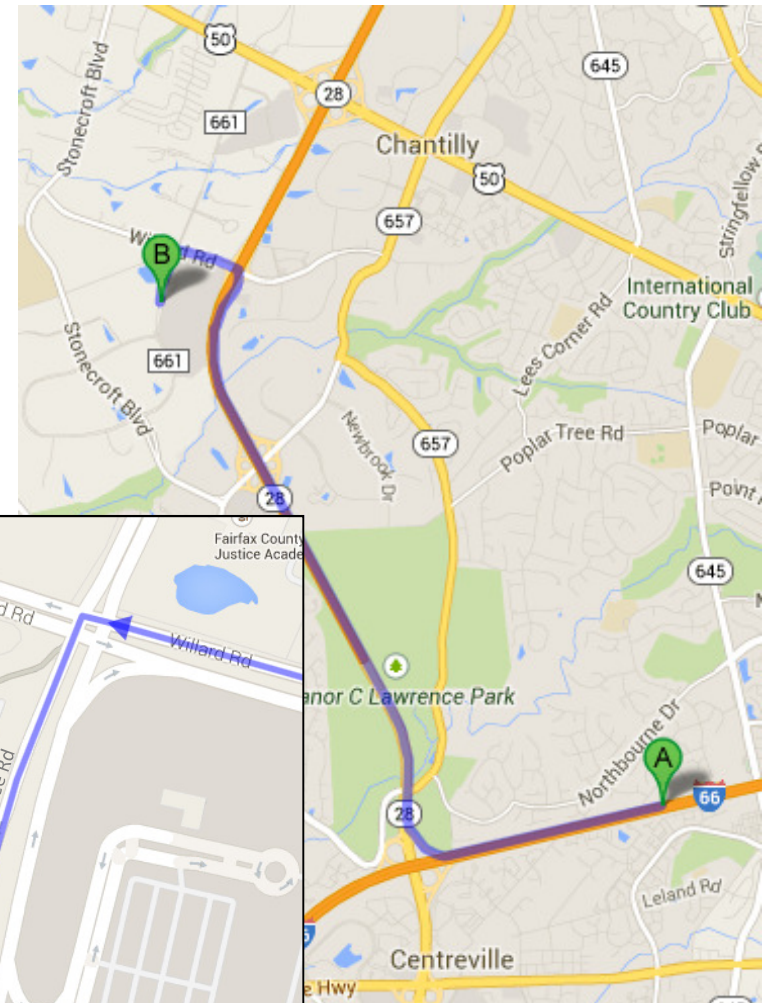 50
645
28
661
Stonecroft Blvd
Chantilly
50
657
Stringfellow
B
International
Country Club
Lees Corner Rd
661
Stonecroft Blvd
Newbrook Dr
657
Poplar Tree Rd
Poplar
Point
28
645
Fairfax County
Justice Acade
Rd
Willard Rd
anor C Lawrence Park
Northbourne Dr
A
66
28
Leland Rd
Centreville
e Hwy